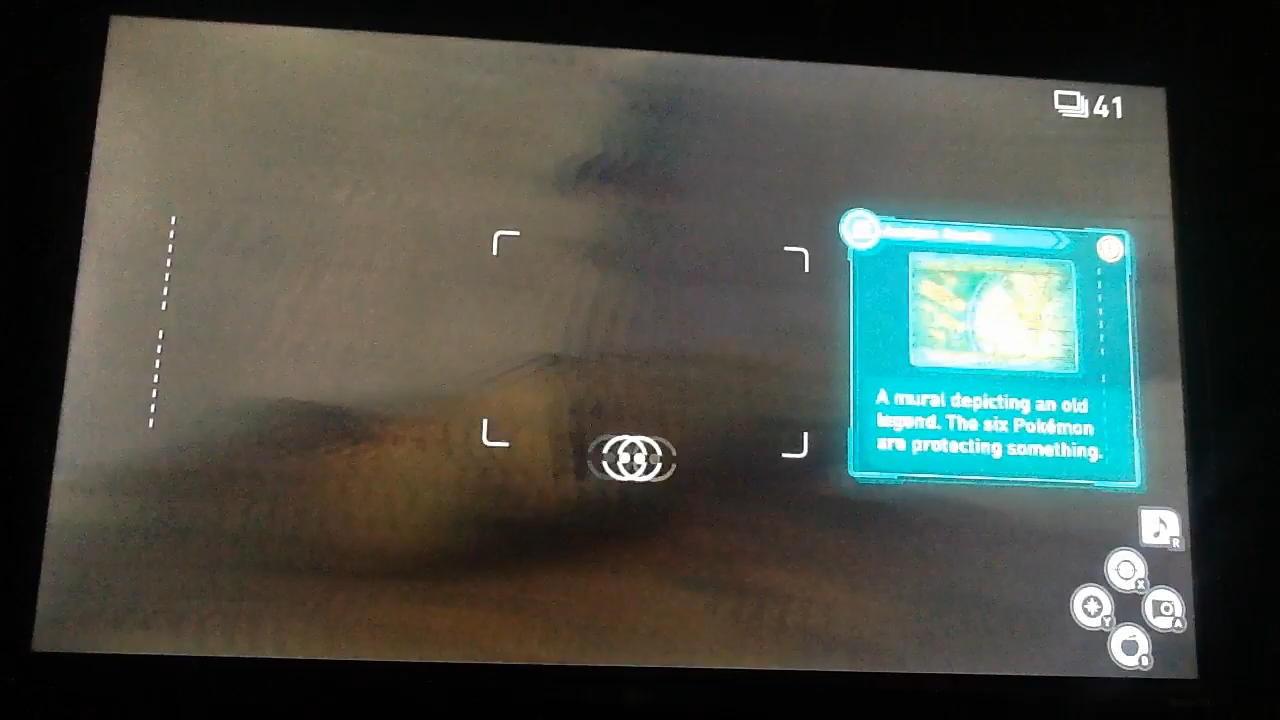 41
A mural depicting an old
legend. The six Pokémon
are protecting something.
R
X
Y
A
B